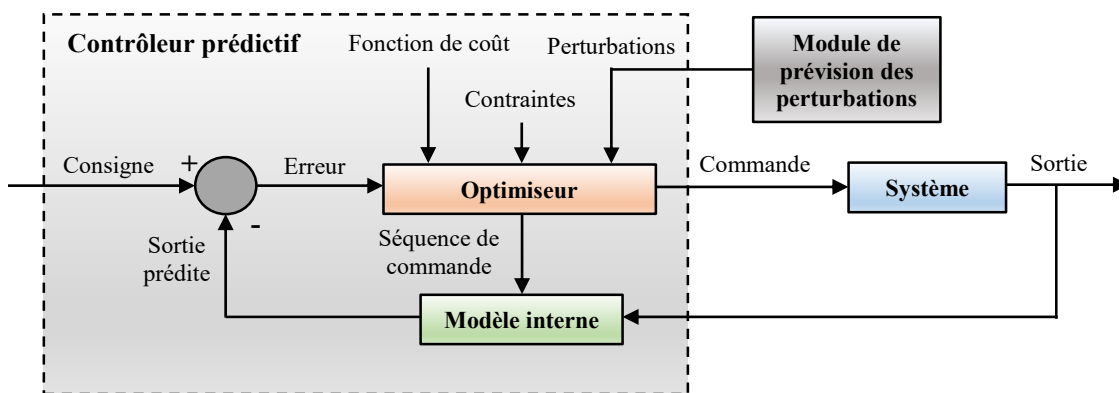 Contrôleur prédictif
Fonction de coût
Perturbations
Module de
prévision des
perturbations
Contraintes
Consigne
+
Erreur
Optimiseur
Commande
Système
Sortie
-
Sortie
prédite
Séquence de
commande
Modèle interne